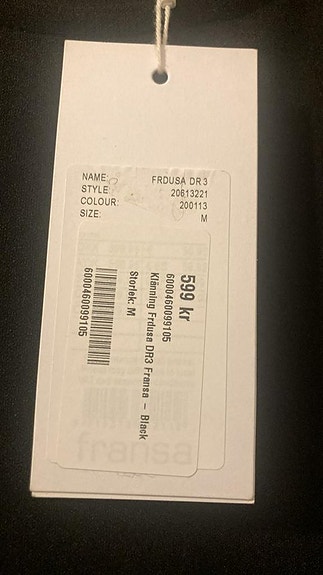 NAME: FRDUSA DR 3
STYLE: 20613221
COLOUR: 200113
SIZE: M
599 kr
6000460099105
Klänning Frdusa DR3 Fransa – Black
Storlek: M
6000460099105
fransa